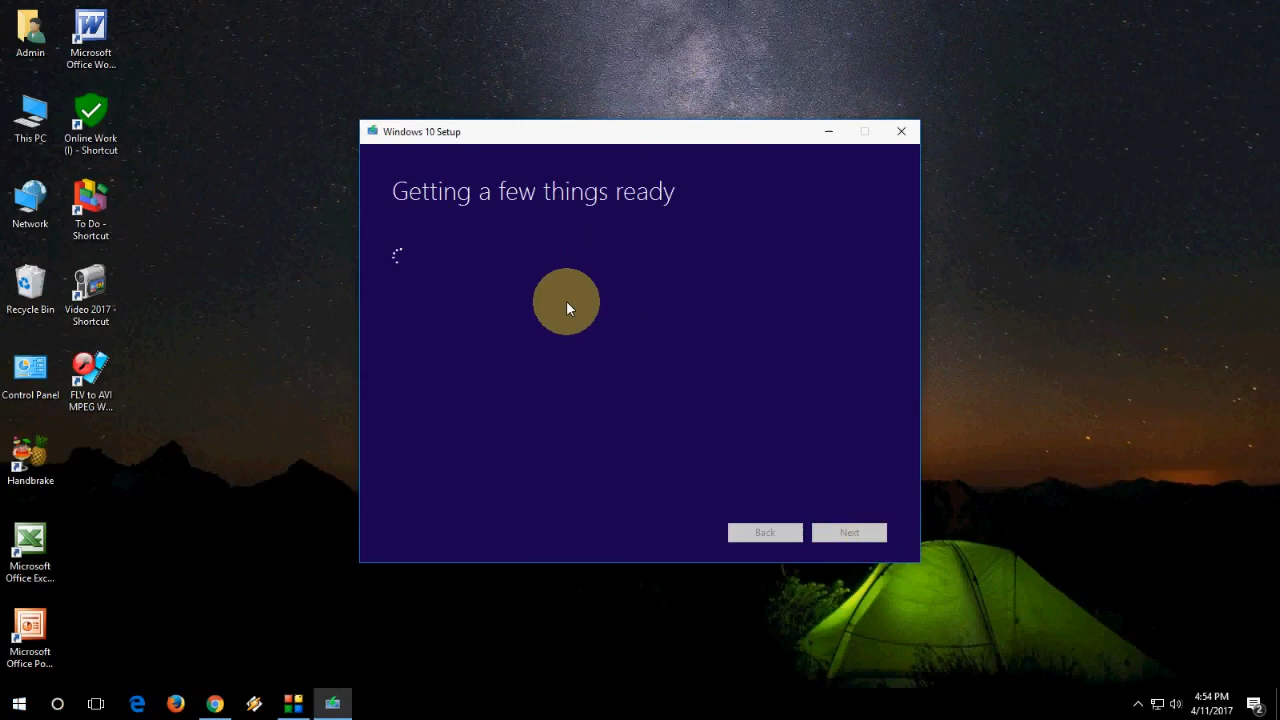 Admin
Microsoft
Office Wo...
This PC
Online Work
(I) - Shortcut
Network
To Do -
Shortcut
Recycle Bin
Video 2017 -
Shortcut
Control Panel
FLV to AVI
MPEG W...
Handbrake
Microsoft
Office Exc...
Microsoft
Office Po...
Windows 10 Setup
Getting a few things ready
Back
Next
4:54 PM
4/11/2017
2